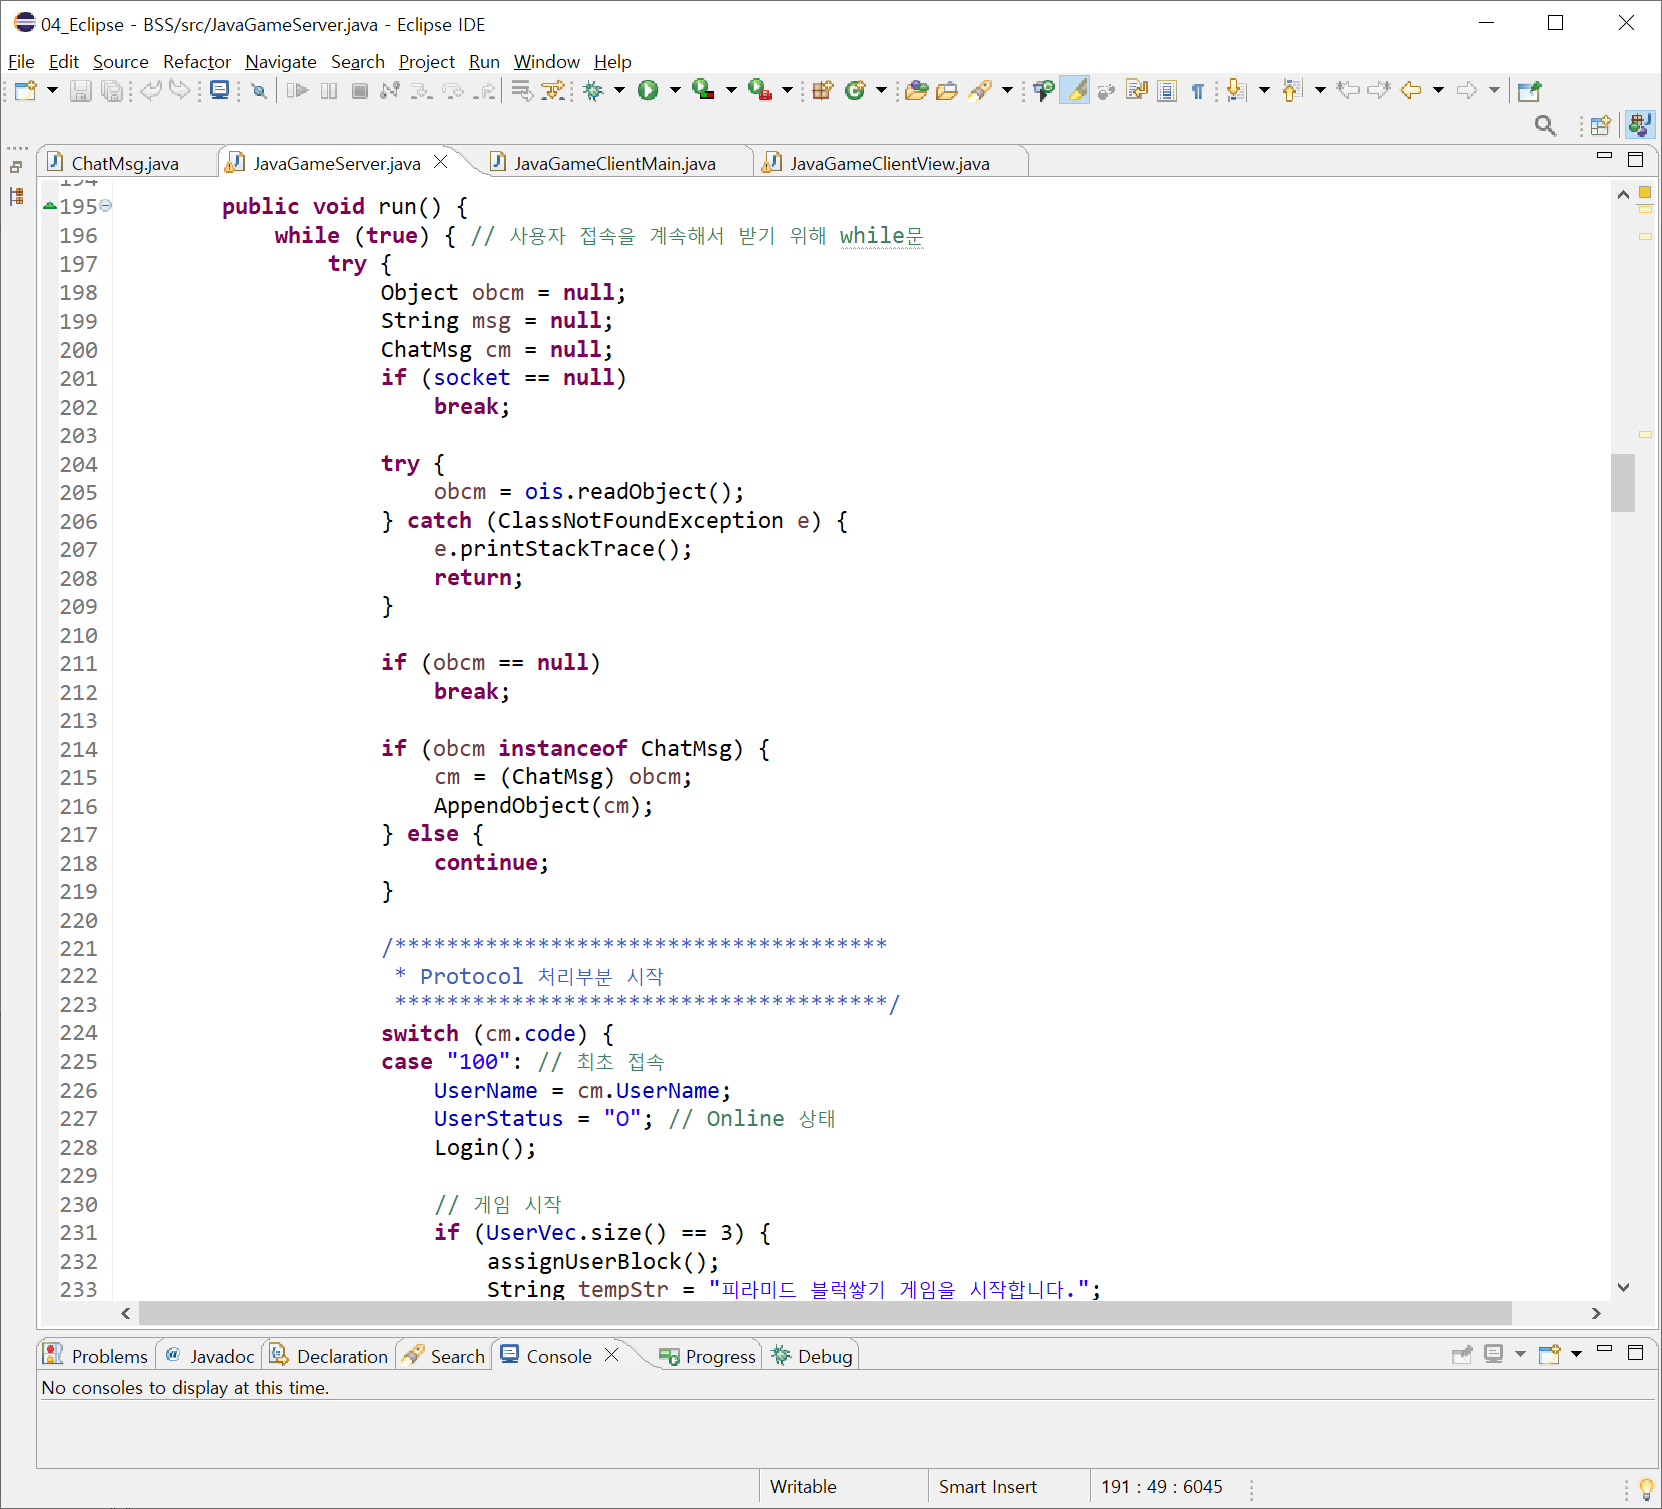 04_Eclipse - BSS/src/JavaGameServer.java - Eclipse IDE
File Edit Source Refactor Navigate Search Project Run Window Help
ChatMsg.java JavaGameServer.java JavaGameClientMain.java JavaGameClientView.java
194
195 public void run() {
196 while (true) { // 사용자 접속을 계속해서 받기 위해 while문
197 try {
198 Object obcm = null;
199 String msg = null;
200 ChatMsg cm = null;
201 if (socket == null)
202 break;
203
204 try {
205 obcm = ois.readObject();
206 } catch (ClassNotFoundException e) {
207 e.printStackTrace();
208 return;
209 }
210
211 if (obcm == null)
212 break;
213
214 if (obcm instanceof ChatMsg) {
215 cm = (ChatMsg) obcm;
216 AppendObject(cm);
217 } else {
218 continue;
219 }
220
221 /**************************************
222 * Protocol 처리부분 시작
223 **************************************/
224 switch (cm.code) {
225 case "100": // 최초 접속
226 UserName = cm.UserName;
227 UserStatus = "O"; // Online 상태
228 Login();
229
230 // 게임 시작
231 if (UserVec.size() == 3) {
232 assignUserBlock();
233 String tempStr = "피라미드 블럭쌓기 게임을 시작합니다.";
Problems Javadoc Declaration Search Console Progress Debug
No consoles to display at this time.
Writable Smart Insert 191 : 49 : 6045